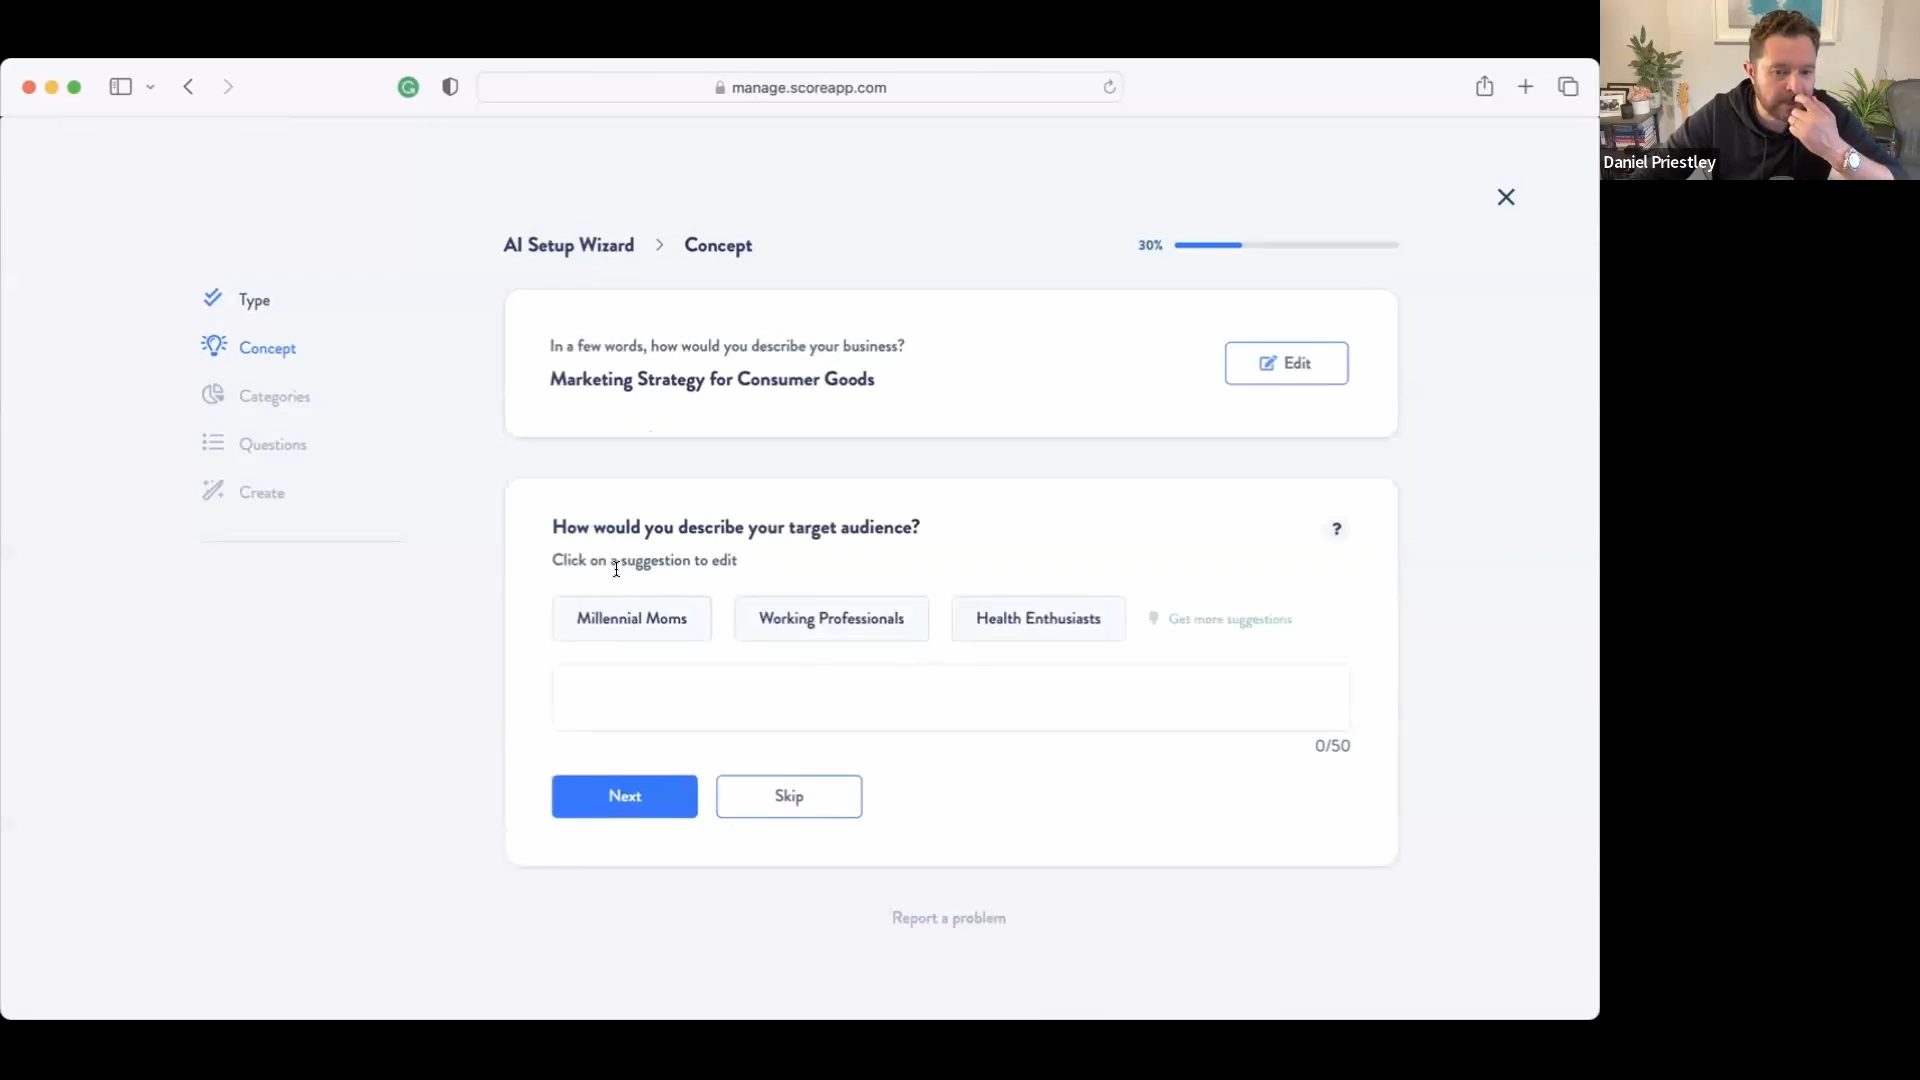 manage.scoreapp.com
Daniel Priestley
AI Setup Wizard > Concept
30%
Type
Concept
Categories
Questions
Create
In a few words, how would you describe your business?
Marketing Strategy for Consumer Goods
Edit
How would you describe your target audience?
?
Click on a suggestion to edit
Millennial Moms
Working Professionals
Health Enthusiasts
Get more suggestions
0/50
Next
Skip
Report a problem